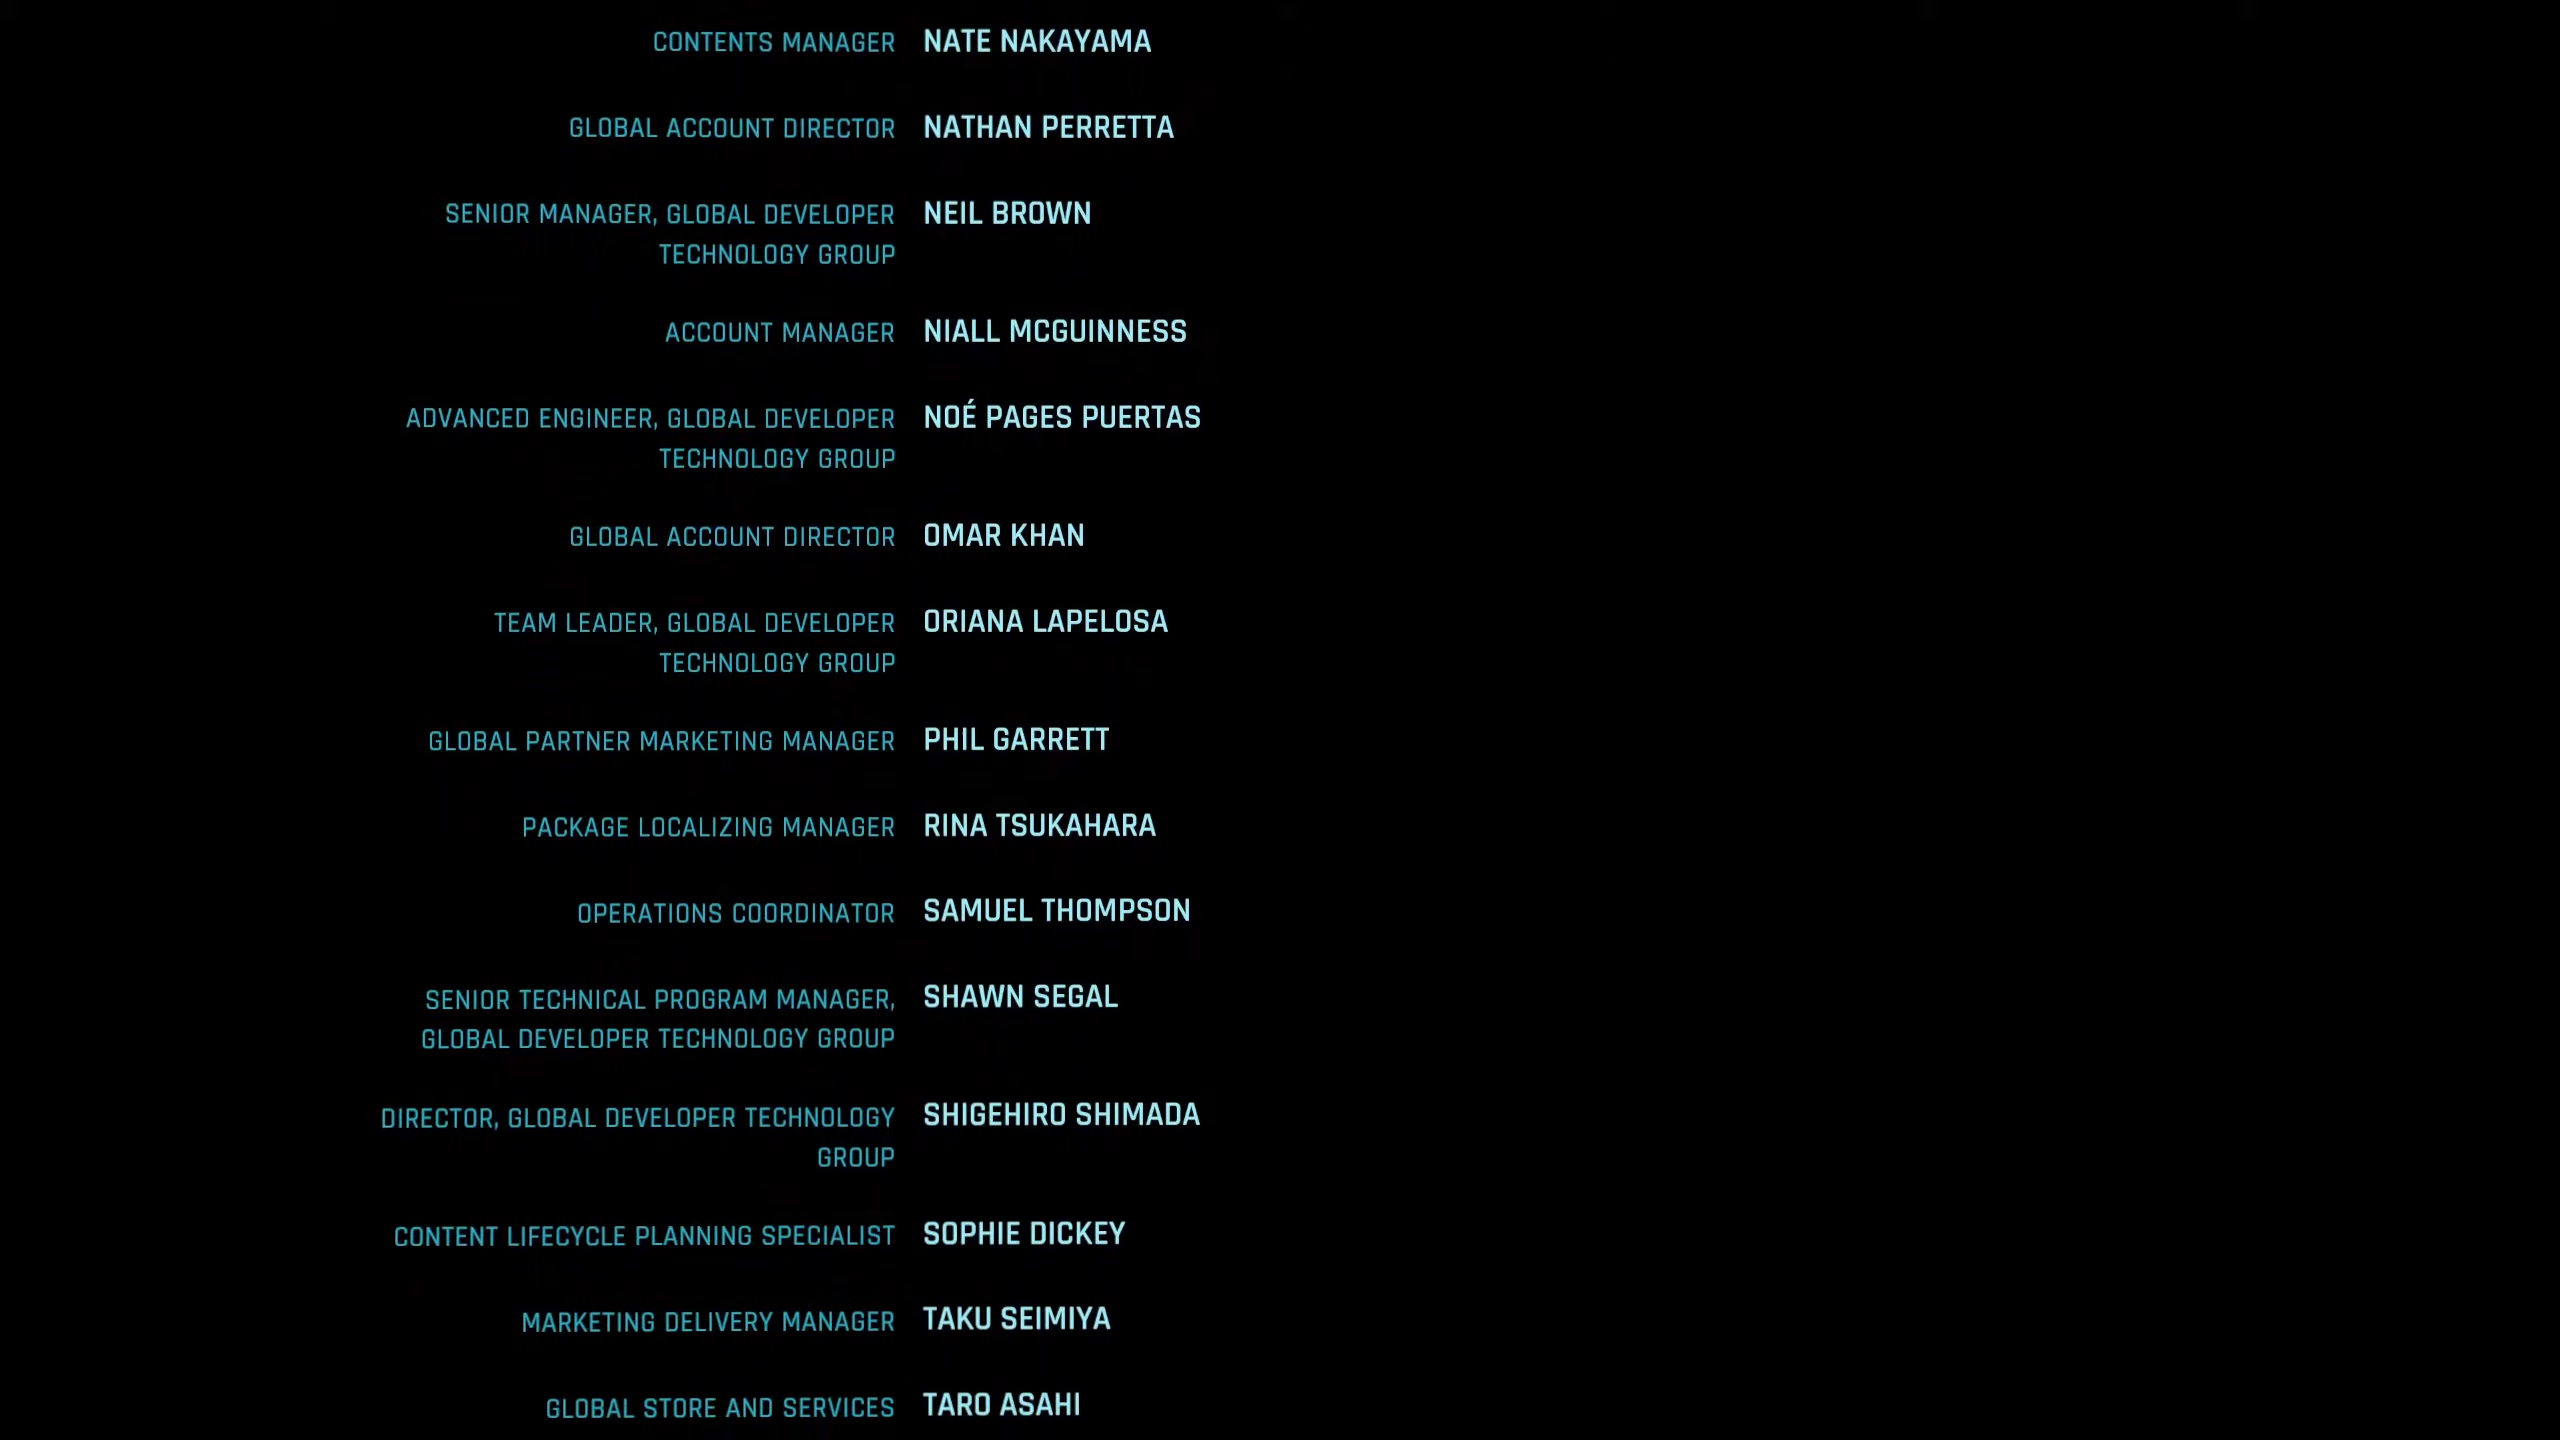 CONTENTS MANAGER NATE NAKAYAMA
GLOBAL ACCOUNT DIRECTOR NATHAN PERRETTA
SENIOR MANAGER, GLOBAL DEVELOPER NEIL BROWN
TECHNOLOGY GROUP
ACCOUNT MANAGER NIALL MCGUINNESS
ADVANCED ENGINEER, GLOBAL DEVELOPER NOÉ PAGES PUERTAS
TECHNOLOGY GROUP
GLOBAL ACCOUNT DIRECTOR OMAR KHAN
TEAM LEADER, GLOBAL DEVELOPER ORIANA LAPELOSA
TECHNOLOGY GROUP
GLOBAL PARTNER MARKETING MANAGER PHIL GARRETT
PACKAGE LOCALIZING MANAGER RINA TSUKAHARA
OPERATIONS COORDINATOR SAMUEL THOMPSON
SENIOR TECHNICAL PROGRAM MANAGER, SHAWN SEGAL
GLOBAL DEVELOPER TECHNOLOGY GROUP
DIRECTOR, GLOBAL DEVELOPER TECHNOLOGY SHIGEHIRO SHIMADA
GROUP
CONTENT LIFECYCLE PLANNING SPECIALIST SOPHIE DICKEY
MARKETING DELIVERY MANAGER TAKU SEIMIYA
GLOBAL STORE AND SERVICES TARO ASAHI